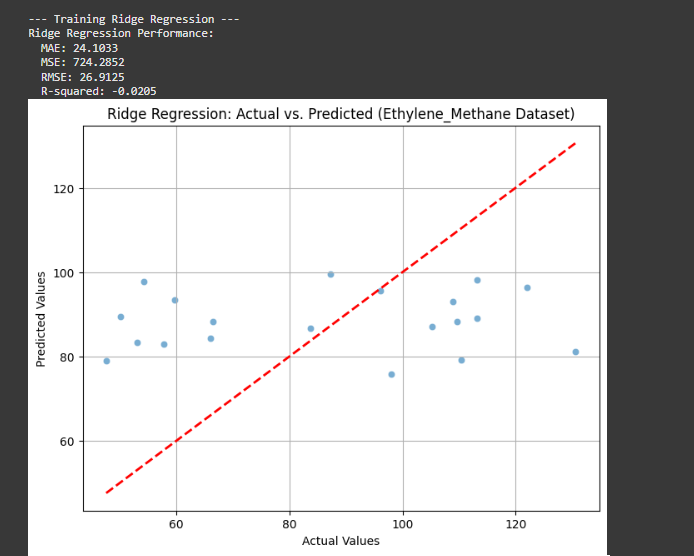 --- Training Ridge Regression ---
Ridge Regression Performance:
MAE: 24.1033
MSE: 724.2852
RMSE: 26.9125
R-squared: -0.0205
Ridge Regression: Actual vs. Predicted (Ethylene_Methane Dataset)
120
100
80
60
Predicted Values
60 80 100 120
Actual Values